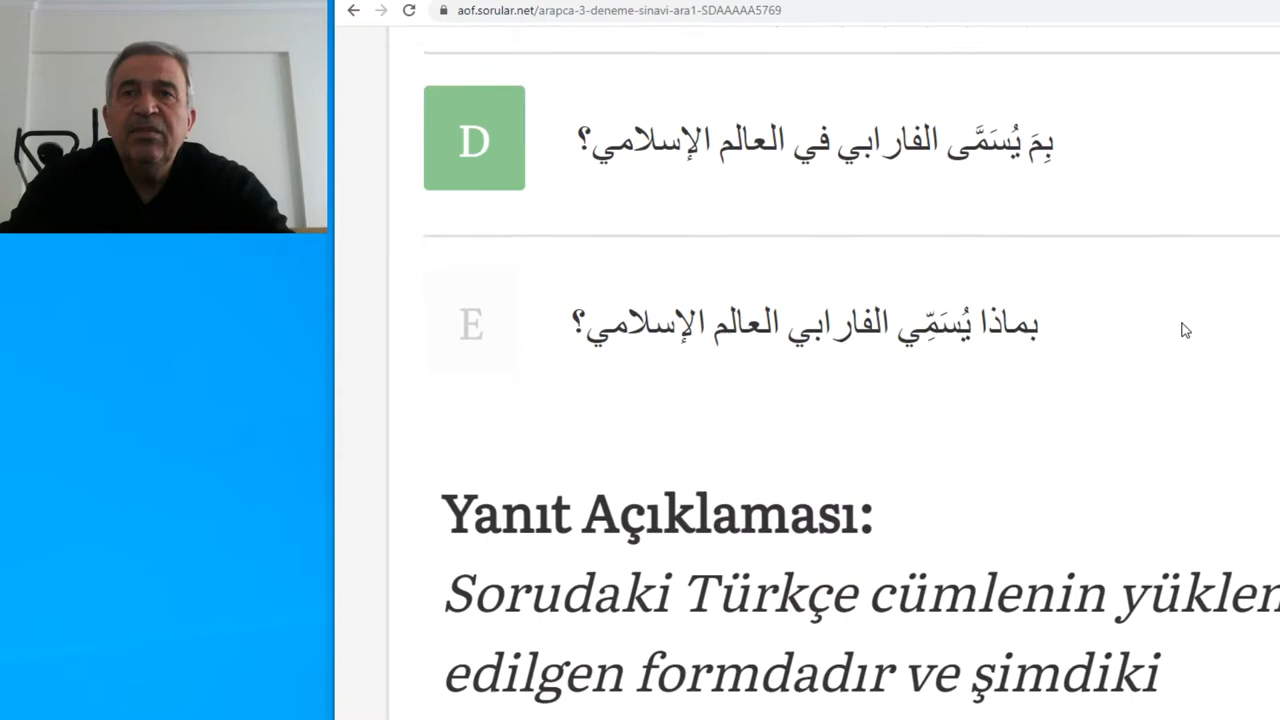 aof.sorular.net/arapca-3-deneme-sinavi-ara1-SDAAAAA5769
D
بِمَ يُسَمَّى الفارابي في العالم الإسلامي؟
E
بماذا يُسَمِّي الفارابي العالم الإسلامي؟
Yanıt Açıklaması:
Sorudaki Türkçe cümlenin yüklem
edilgen formdadır ve şimdiki